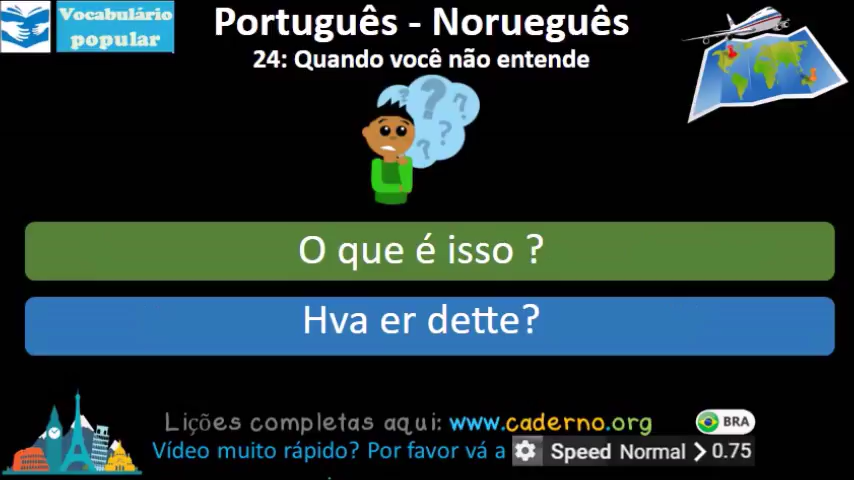 Vocabulário
popular
Português - Norueguês
24: Quando você não entende
O que é isso ?
Hva er dette?
Lições completas aqui: www.caderno.org
BRA
Vídeo muito rápido? Por favor vá a Speed Normal > 0.75